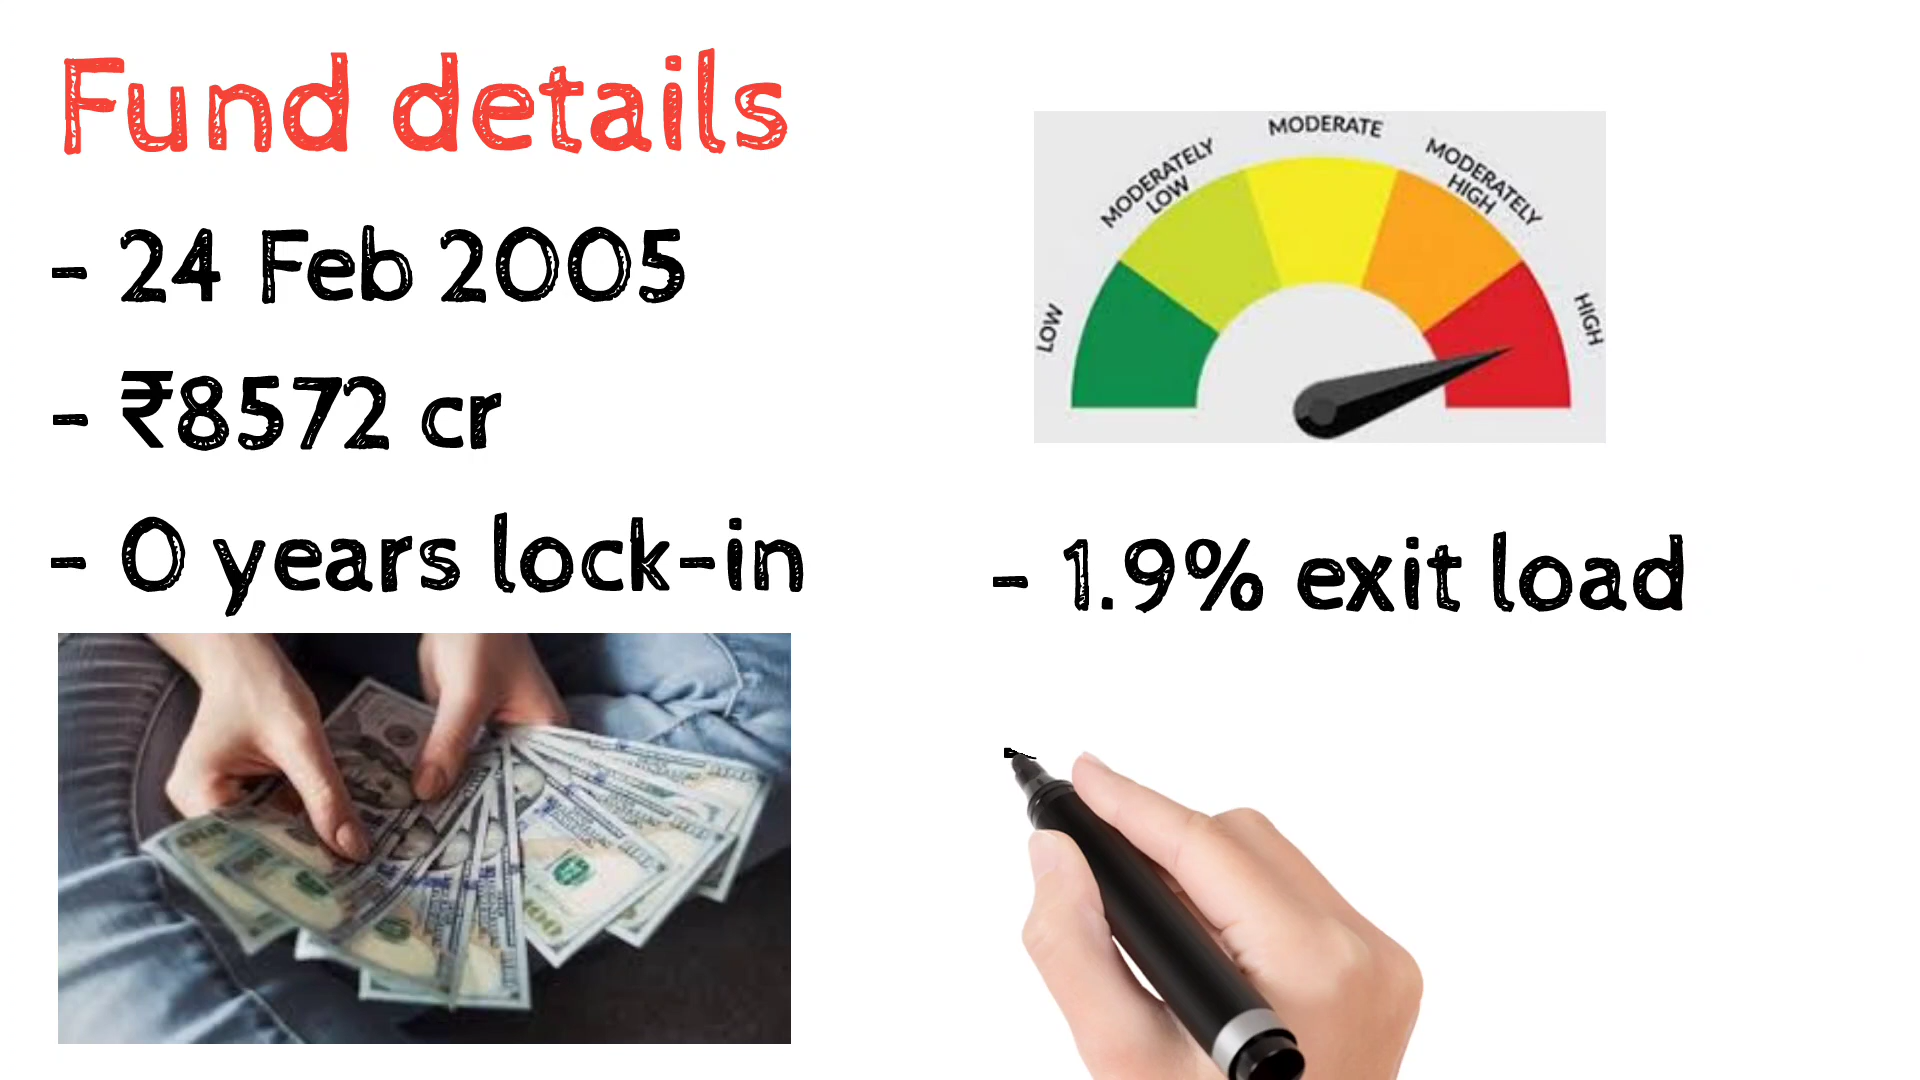 Fund details
- 24 Feb 2005
- ₹8572 cr
- 0 years lock-in
LOW
MODERATELY
LOW
MODERATE
MODERATELY
HIGH
HIGH
- 1.9% exit load